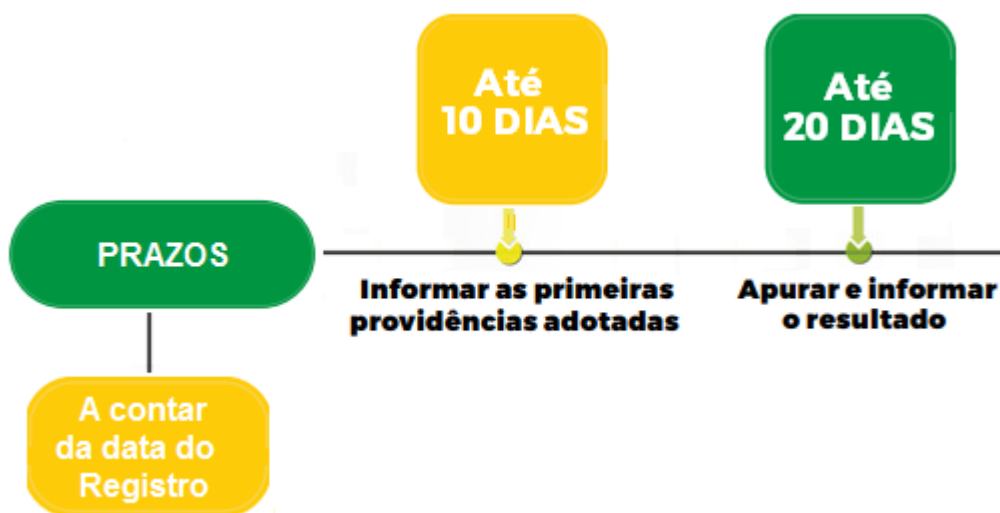 Até
10 DIAS
Até
20 DIAS
PRAZOS
Informar as primeiras
providências adotadas
Apurar e informar
o resultado
A contar
da data do
Registro